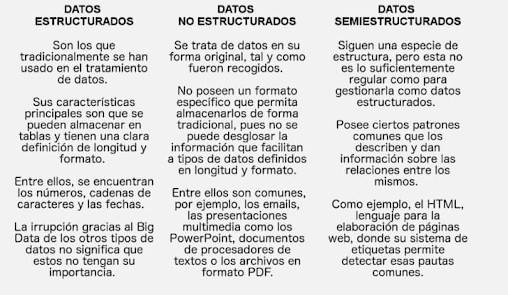 DATOS
ESTRUCTURADOS
Son los que
tradicionalmente se han
usado en el tratamiento
de datos.
Sus características
principales son que se
pueden almacenar en
tablas y tienen una clara
definición de longitud y
formato.
Entre ellos, se encuentran
los números, cadenas de
caracteres y las fechas.
La irrupción gracias al Big
Data de los otros tipos de
datos no significa que
estos no tengan su
importancia.
DATOS
NO ESTRUCTURADOS
Se trata de datos en su
forma original, tal y como
fueron recogidos.
No poseen un formato
específico que permita
almacenarlos de forma
tradicional, pues no se
puede desglosar la
información que facilitan
a tipos de datos definidos
en longitud y formato.
Entre ellos son comunes,
por ejemplo, los emails,
las presentaciones
multimedia como los
PowerPoint, documentos
de procesadores de
textos o los archivos en
formato PDF.
DATOS
SEMIESTRUCTURADOS
Siguen una especie de
estructura, pero esta no
es lo suficientemente
regular como para
gestionarla como datos
estructurados.
Posee ciertos patrones
comunes que los
describen y dan
información sobre las
relaciones entre los
mismos.
Como ejemplo, el HTML,
lenguaje para la
elaboración de páginas
web, donde su sistema de
etiquetas permite
detectar esas pautas
comunes.